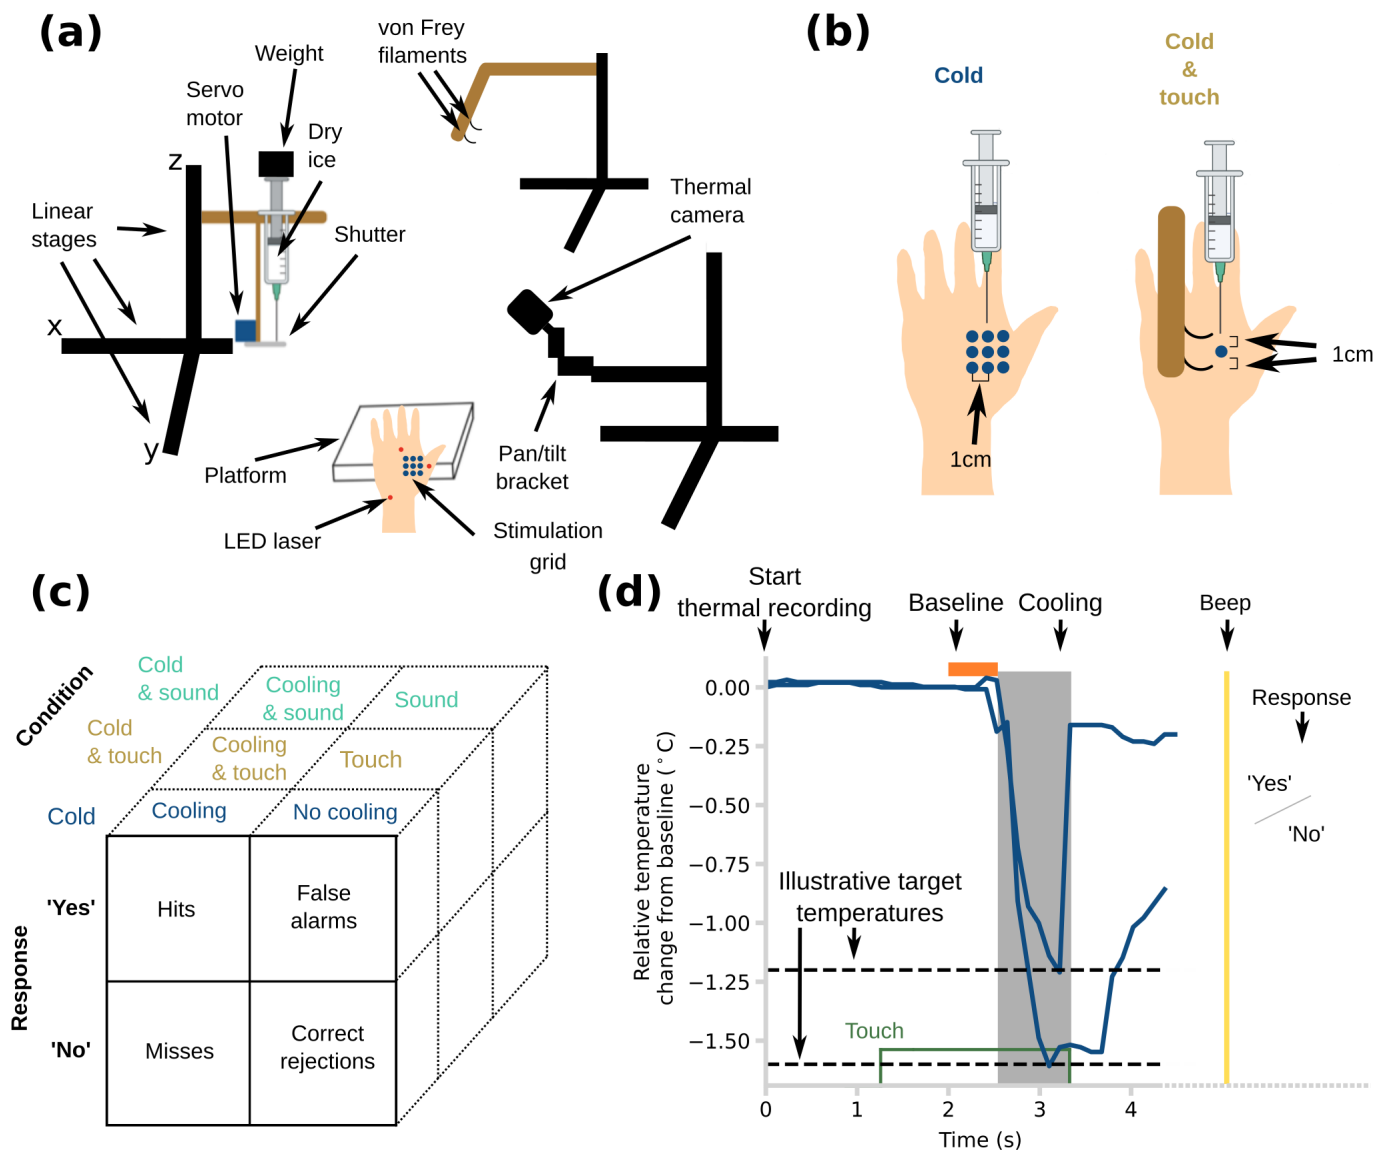 (a)
von Frey
filaments
Weight
Servo
motor
Dry
ice
z
Thermal
camera
Linear
stages
Shutter
x
y
Platform
Pan/tilt
bracket
LED laser
Stimulation
grid
(b)
Cold
Cold
&
touch
1cm
1cm
(c)
Condition
Cold
& sound
Cooling
& sound
Sound
Cold
& touch
Cooling
& touch
Touch
Cold
Cooling
No cooling
Response
'Yes'
Hits
False
alarms
'No'
Misses
Correct
rejections
(d)
Start
thermal recording
Baseline
Cooling
Beep
Response
'Yes'
'No'
Relative temperature
change from baseline (°C)
0.00
−0.25
−0.50
−0.75
−1.00
−1.25
−1.50
Illustrative target
temperatures
Touch
0
1
2
3
4
Time (s)